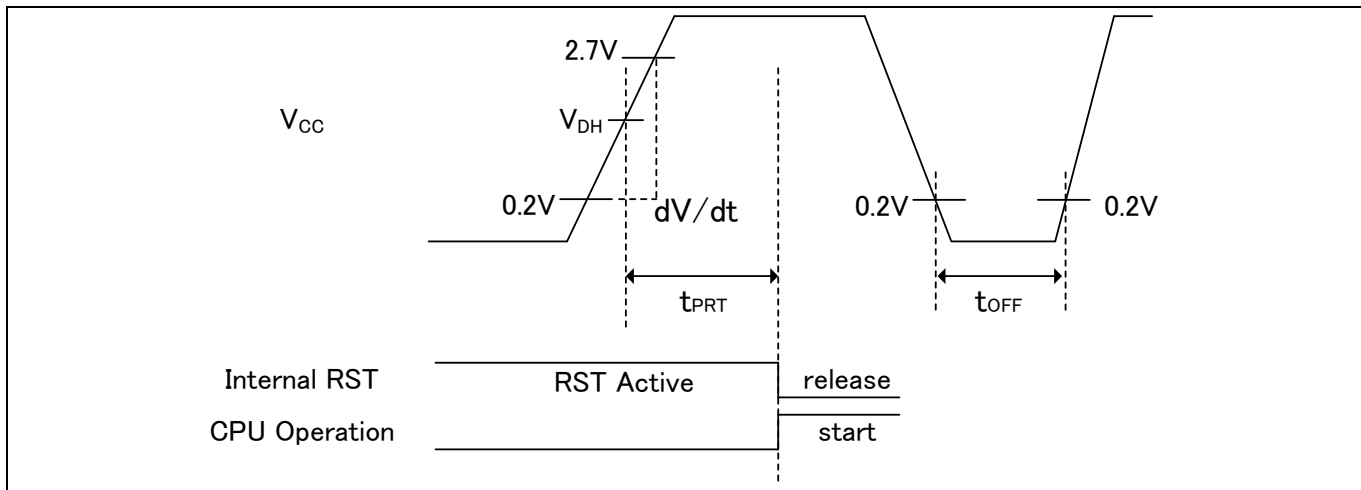 2.7V
VCC
VDH
0.2V
dV/dt
0.2V
0.2V
tPRT
tOFF
Internal RST
RST Active
release
CPU Operation
start